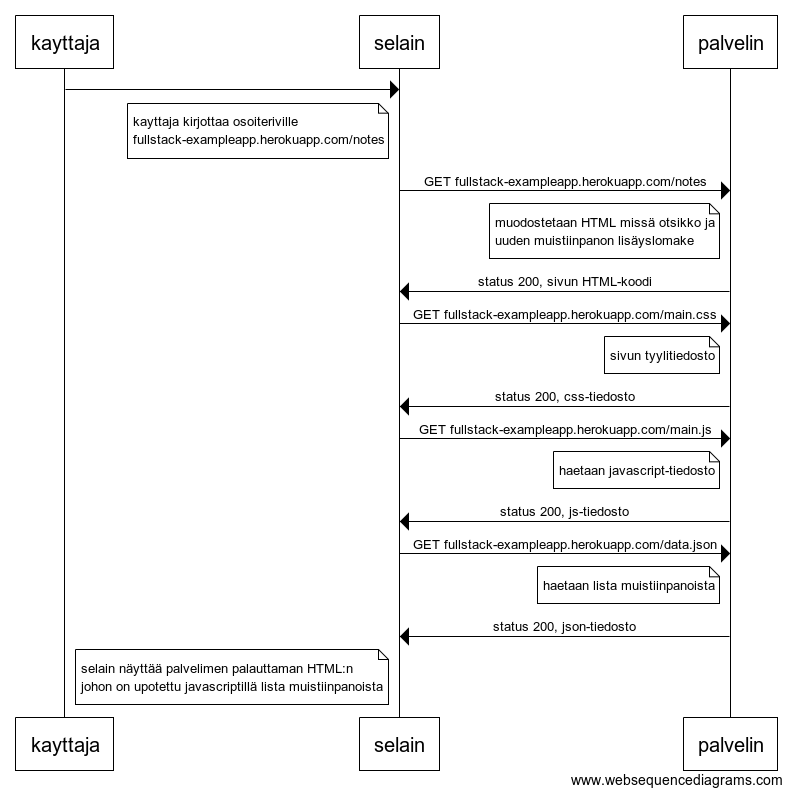 kayttaja
selain
palvelin
kayttaja kirjottaa osoiteriville
fullstack-exampleapp.herokuapp.com/notes
GET fullstack-exampleapp.herokuapp.com/notes
muodostetaan HTML missä otsikko ja
uuden muistiinpanon lisäyslomake
status 200, sivun HTML-koodi
GET fullstack-exampleapp.herokuapp.com/main.css
sivun tyylitiedosto
status 200, css-tiedosto
GET fullstack-exampleapp.herokuapp.com/main.js
haetaan javascript-tiedosto
status 200, js-tiedosto
GET fullstack-exampleapp.herokuapp.com/data.json
haetaan lista muistiinpanoista
status 200, json-tiedosto
selain näyttää palvelimen palauttaman HTML:n
johon on upotettu javascriptillä lista muistiinpanoista
kayttaja
selain
palvelin
www.websequencediagrams.com